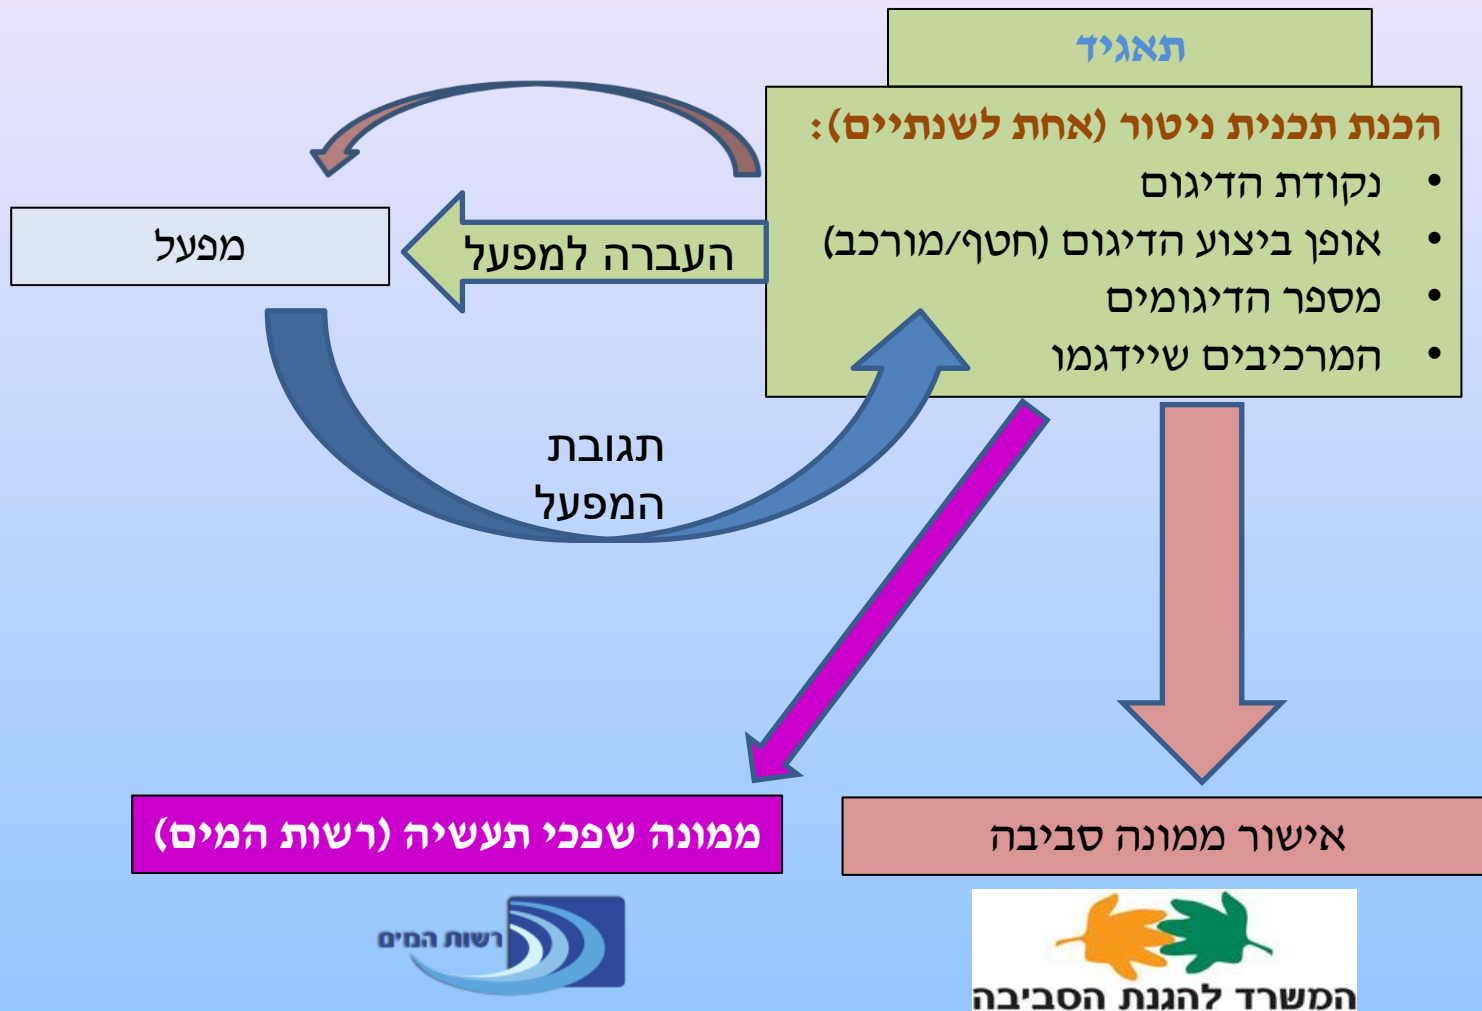 תאגיד
הכנת תכנית ניטור (אחת לשנתיים):
• נקודת הדיגום
• אופן ביצוע הדיגום (חטף/מורכב)
• מספר הדיגומים
• המרכיבים שיידגמו
העברה למפעל
מפעל
תגובת
המפעל
אישור ממונה סביבה
ממונה שפכי תעשיה (רשות המים)
המשרד להגנת הסביבה
רשות המים